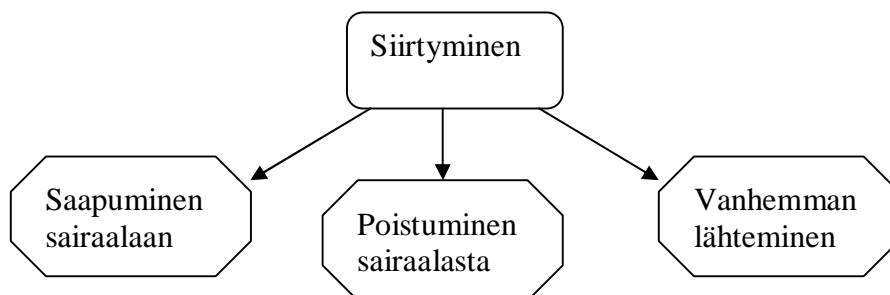 Siirtyminen
Saapuminen
sairaalaan
Poistuminen
sairaalasta
Vanhemman
lähteminen